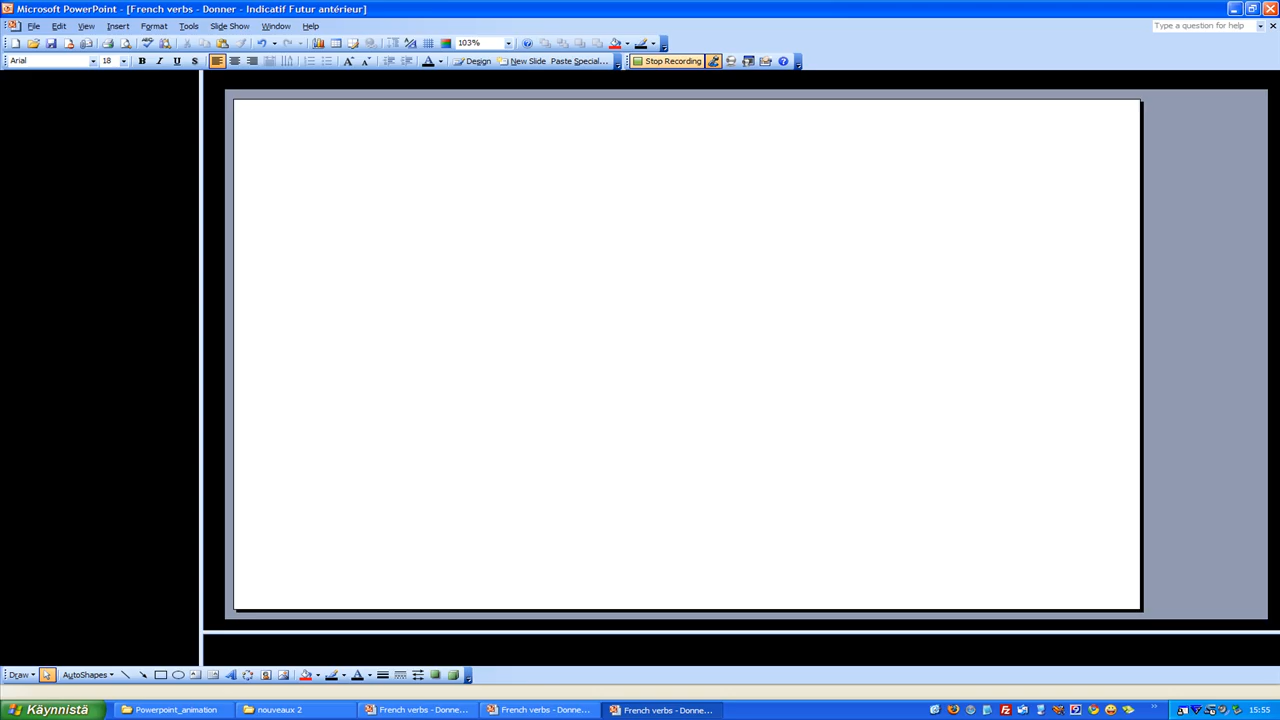 Microsoft PowerPoint - [French verbs - Donner - Indicatif Futur antérieur]
File Edit View Insert Format Tools Slide Show Window Help
Type a question for help
103%
Arial
18
B I U S
A A
A
Design
New Slide
Paste Special...
Stop Recording
Draw
AutoShapes
A
Käynnistä
Powerpoint_animation
nouveaux 2
French verbs - Donne...
French verbs - Donne...
French verbs - Donne...
15:55